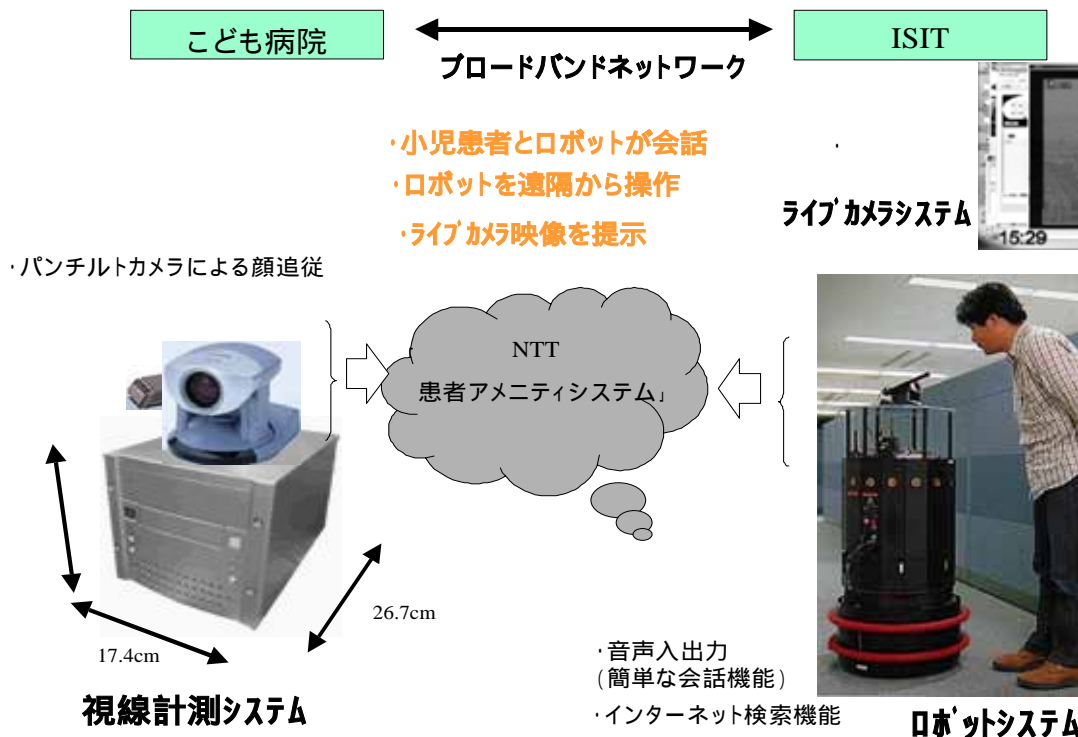 こども病院
ISIT
ブロードバンドネットワーク
・小児患者とロボットが会話
・ロボットを遠隔から操作
・ライブカメラ映像を提示
ライブカメラシステム
15:29
・パンチルトカメラによる顔追従
NTT
患者アメニティシステム」
26.7cm
17.4cm
視線計測システム
・音声入出力
(簡単な会話機能)
・インターネット検索機能
ロボットシステム